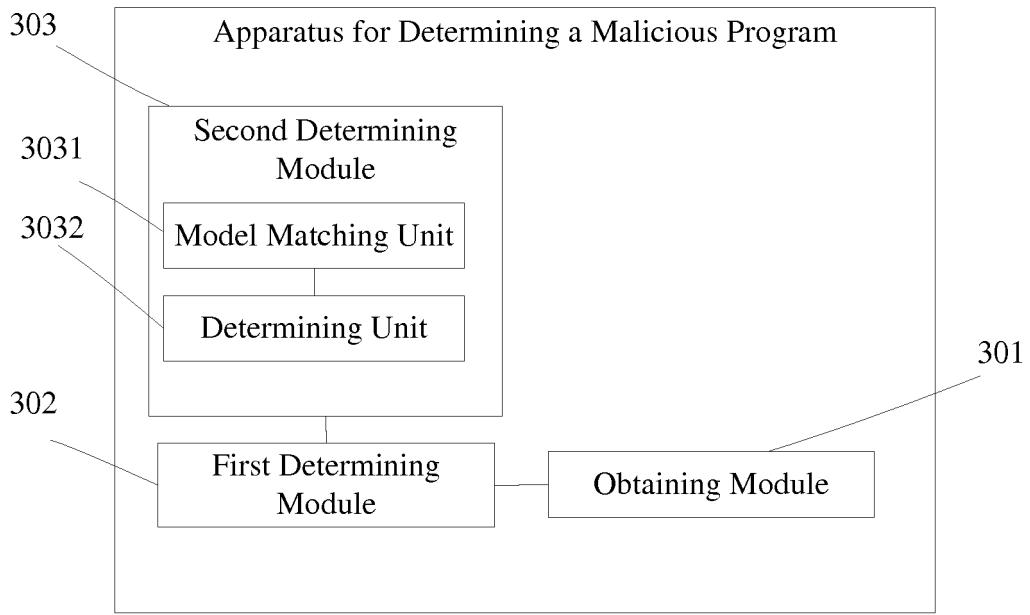 303
Apparatus for Determining a Malicious Program
Second Determining
Module
3031
Model Matching Unit
3032
Determining Unit
301
302
First Determining
Module
Obtaining Module